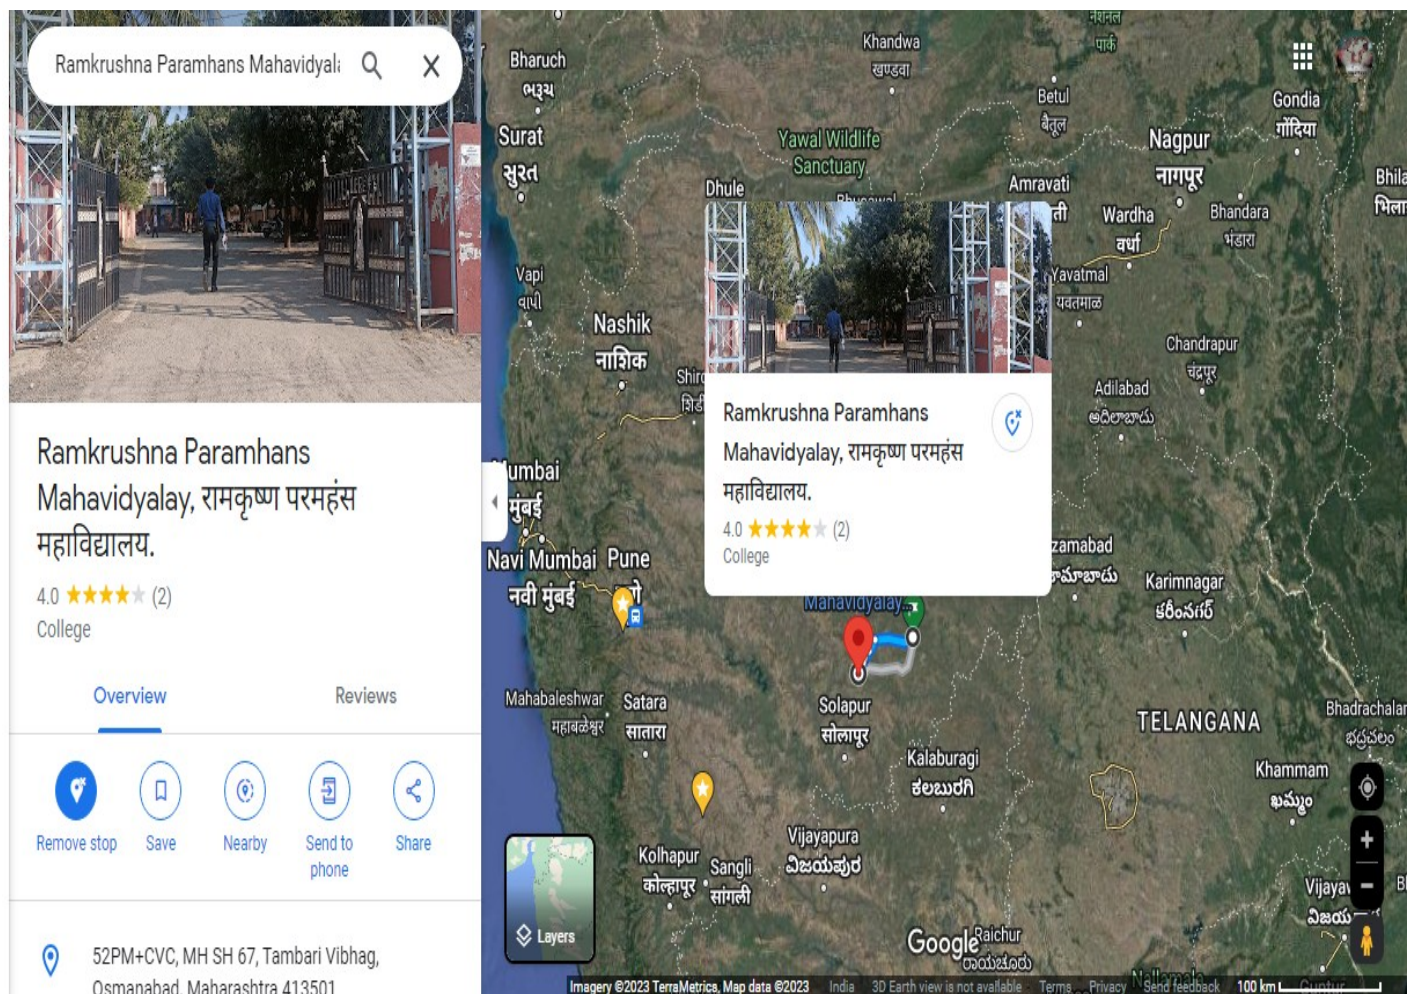 Ramkrushna Paramhans Mahavidyal
Ramkrushna Paramhans
Mahavidyalay, रामकृष्ण परमहंस
महाविद्यालय.
4.0 (2)
College
Overview
Reviews
Remove stop
Save
Nearby
Send to
phone
Share
52PM+CVC, MH SH 67, Tambari Vibhag,
Osmanabad, Maharashtra 413501
Bharuch
ભરૂચ
Surat
સુરત
Khandwa
खण्डवा
नेशनल
पार्क
Betul
बैतूल
Gondia
गोंदिया
Yawal Wildlife
Sanctuary
Nagpur
नागपूर
Dhule
Amravati
Wardha
वर्धा
Bhandara
भंडारा
Vapi
વાપી
Yavatmal
यवतमाळ
Nashik
नाशिक
Chandrapur
चंद्रपूर
Adilabad
ఆదిలాబాదు
Ramkrushna Paramhans
Mahavidyalay, रामकृष्ण परमहंस
महाविद्यालय.
4.0 (2)
College
Mumbai
मुंबई
Navi Mumbai
नवी मुंबई
Pune
Karimnagar
కరీంనగర్
Mahavidyalay...
Mahabaleshwar
महाबळेश्वर
Satara
सातारा
Solapur
सोलापूर
TELANGANA
Bhadrachalam
భద్రచలం
Kalaburagi
ಕಲಬುರಗಿ
Khammam
ఖమ్మం
Vijayapura
ವಿಜಯಪುರ
Kolhapur
कोल्हापूर
Sangli
सांगली
Layers
Google
Raichur
ರಾಯಚೂರು
Nallamala
Guntur
Imagery ©2023 TerraMetrics, Map data ©2023 India 3D Earth view is not available Terms Privacy Send feedback 100 km